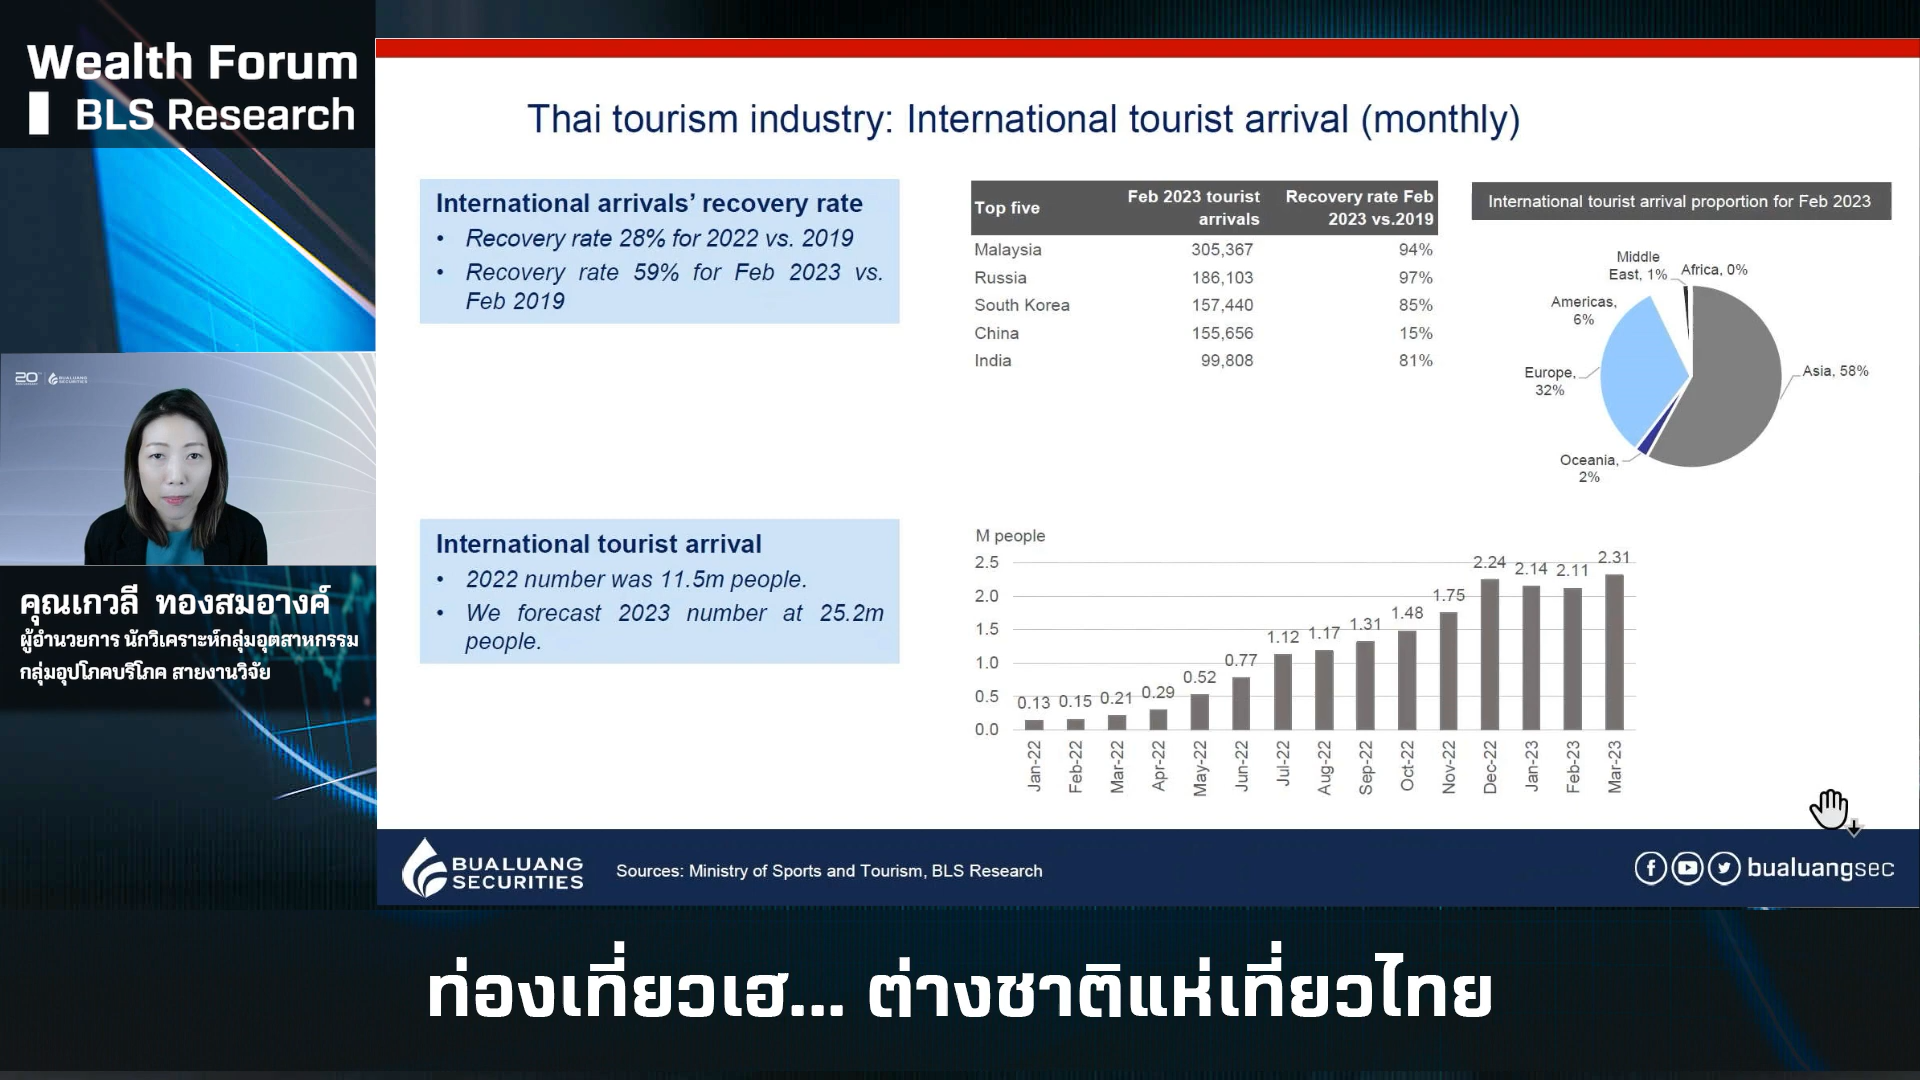 Wealth Forum
BLS Research
20
BUALUANG
SECURITIES
คุณเกวลี ทองสมอางค์
ผู้อำนวยการ นักวิเคราะห์กลุ่มอุตสาหกรรม
กลุ่มอุปโภคบริโภค สายงานวิจัย
Thai tourism industry: International tourist arrival (monthly)
International arrivals’ recovery rate
• Recovery rate 28% for 2022 vs. 2019
• Recovery rate 59% for Feb 2023 vs.
Feb 2019
Top five Feb 2023 tourist arrivals Recovery rate Feb 2023 vs.2019
Malaysia 305,367 94%
Russia 186,103 97%
South Korea 157,440 85%
China 155,656 15%
India 99,808 81%
International tourist arrival proportion for Feb 2023
Middle
East, 1%
Africa, 0%
Americas,
6%
Europe,
32%
Asia, 58%
Oceania,
2%
International tourist arrival
• 2022 number was 11.5m people.
• We forecast 2023 number at 25.2m
people.
M people
2.5
2.0
1.5
1.0
0.5
0.0
0.13 0.15 0.21 0.29 0.52 0.77 1.12 1.17 1.31 1.48 1.75 2.24 2.14 2.11 2.31
Jan-22 Feb-22 Mar-22 Apr-22 May-22 Jun-22 Jul-22 Aug-22 Sep-22 Oct-22 Nov-22 Dec-22 Jan-23 Feb-23 Mar-23
BUALUANG
SECURITIES
Sources: Ministry of Sports and Tourism, BLS Research
bualuangsec
ท่องเที่ยวเฮ... ต่างชาติแห่เที่ยวไทย